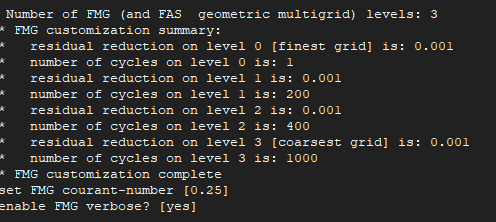 Number of FMG (and FAS  geometric multigrid) levels: 3
*  FMG customization summary:
*    residual reduction on level 0 [finest grid] is: 0.001
*    number of cycles on level 0 is: 1
*    residual reduction on level 1 is: 0.001
*    number of cycles on level 1 is: 200
*    residual reduction on level 2 is: 0.001
*    number of cycles on level 2 is: 400
*    residual reduction on level 3 [coarsest grid] is: 0.001
*    number of cycles on level 3 is: 1000
*  FMG customization complete
set FMG courant-number [0.25]
enable FMG verbose? [yes]